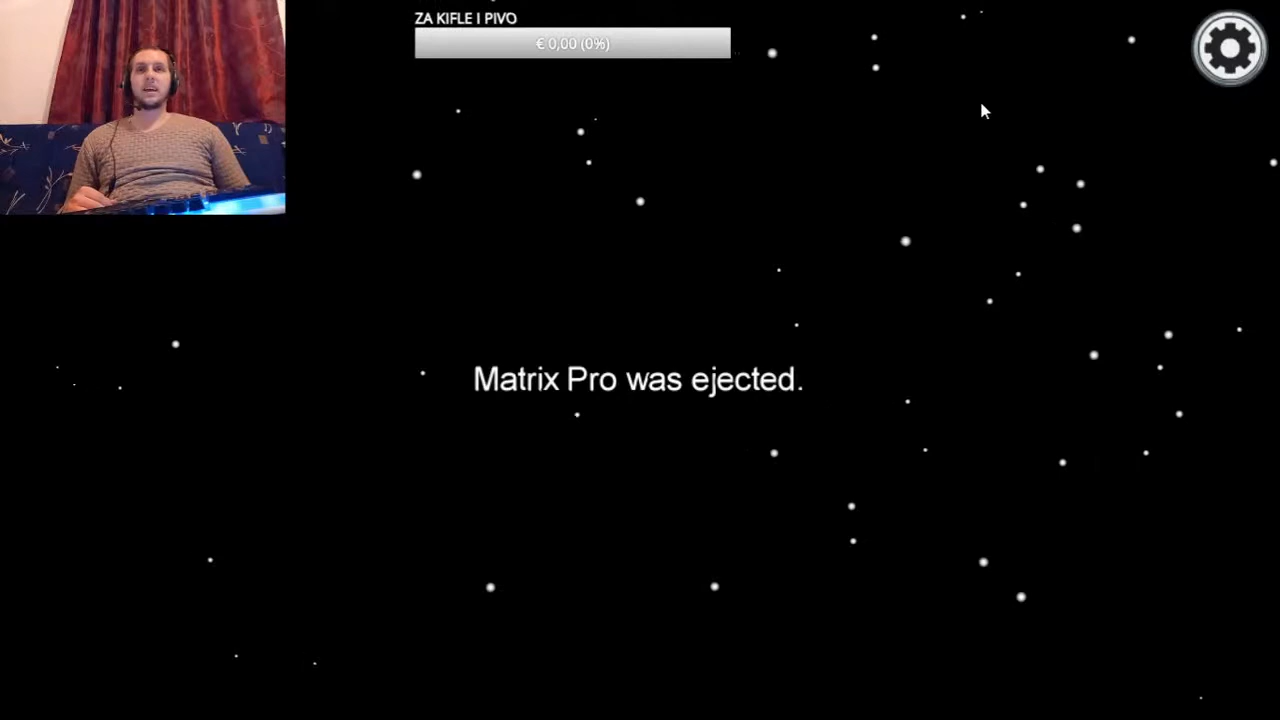 ZA KIFLE I PIVO
€ 0,00 (0%)
Matrix Pro was ejected.